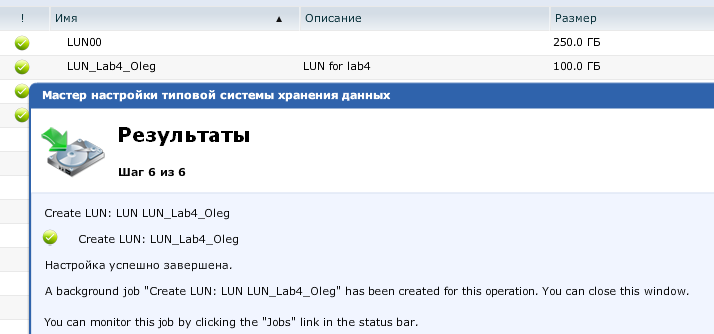 ! Имя ▲ Описание Размер
LUN00 250.0 ГБ
LUN_Lab4_Oleg LUN for lab4 100.0 ГБ
Мастер настройки типовой системы хранения данных
Результаты
Шаг 6 из 6
Create LUN: LUN LUN_Lab4_Oleg
Create LUN: LUN_Lab4_Oleg
Настройка успешно завершена.
A background job "Create LUN: LUN LUN_Lab4_Oleg" has been created for this operation. You can close this window.
You can monitor this job by clicking the "Jobs" link in the status bar.